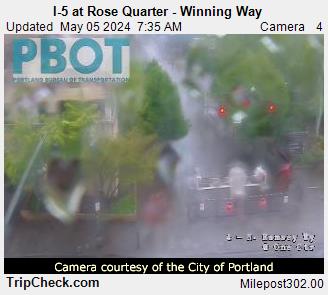 I-5 at Rose Quarter - Winning Way
Updated May 05 2024 7:35 AM Camera 4
PBOT
PORTLAND BUREAU OF TRANSPORTATION
Camera courtesy of the City of Portland
TripCheck.com Milepost302.00